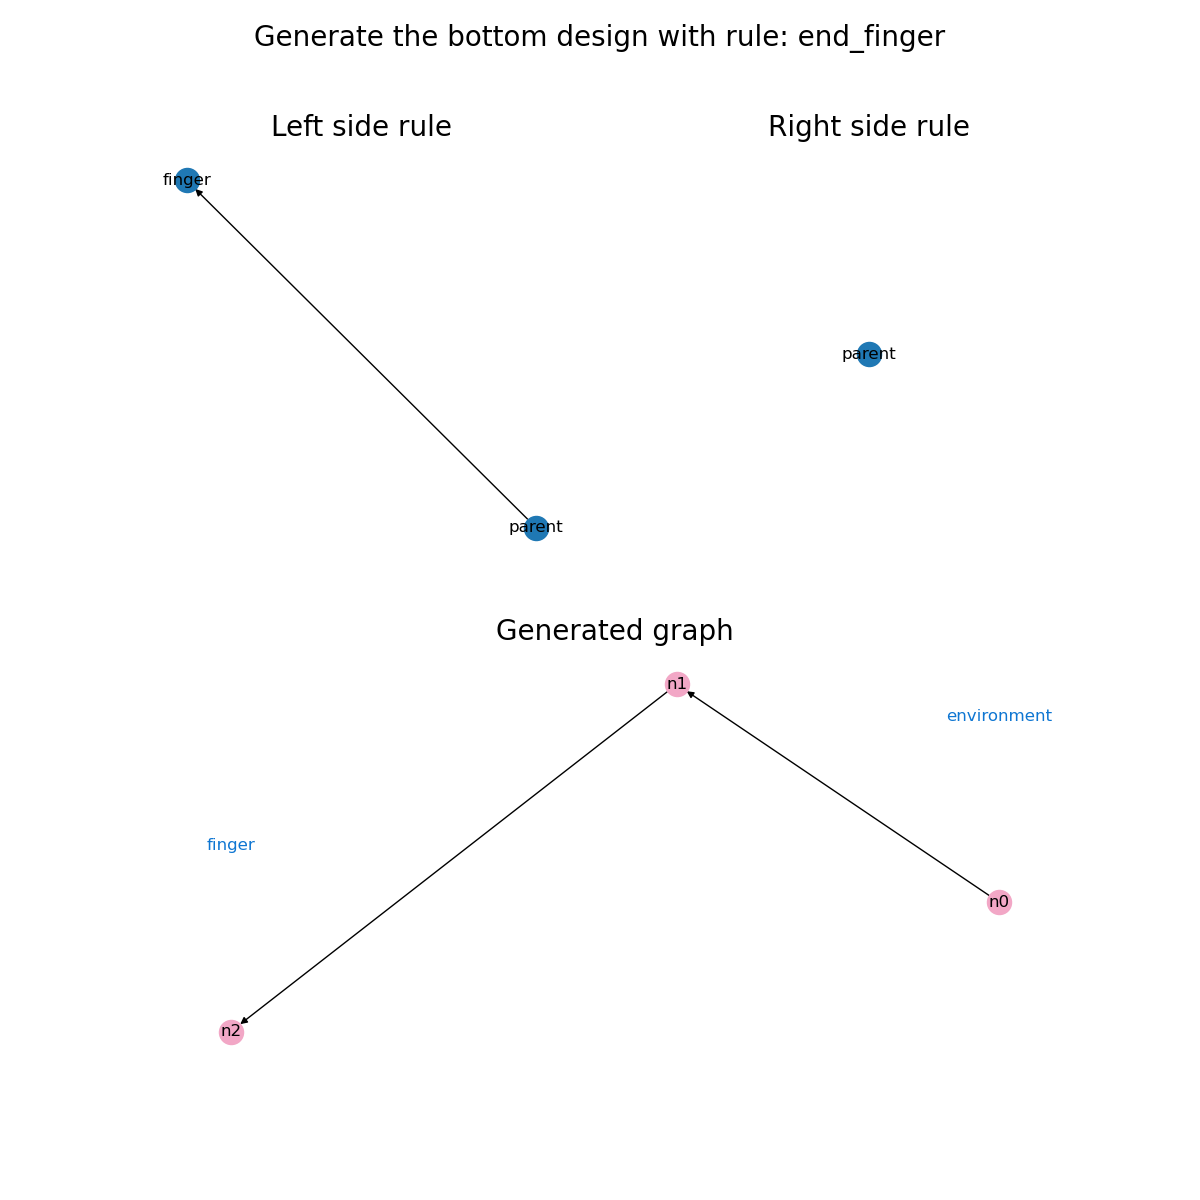 Generate the bottom design with rule: end_finger
Left side rule
Right side rule
finger
parent
parent
Generated graph
n1
environment
finger
n0
n2